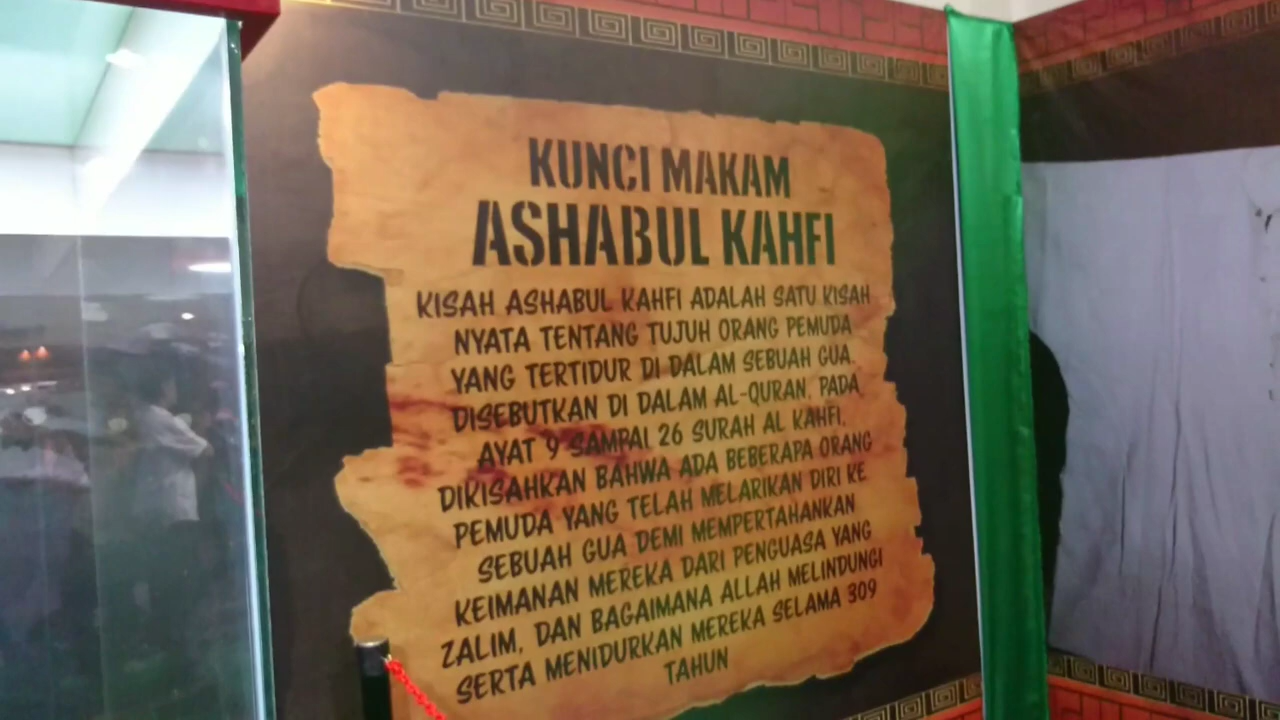 KUNCI MAKAM
ASHABUL KAHFI
KISAH ASHABUL KAHFI ADALAH SATU KISAH
NYATA TENTANG TUJUH ORANG PEMUDA
YANG TERTIDUR DI DALAM SEBUAH GUA.
DISEBUTKAN DI DALAM AL-QURAN, PADA
AYAT 9 SAMPAI 26 SURAH AL KAHFI,
DIKISAHKAN BAHWA ADA BEBERAPA ORANG
PEMUDA YANG TELAH MELARIKAN DIRI KE
SEBUAH GUA DEMI MEMPERTAHANKAN
KEIMANAN MEREKA DARI PENGUASA YANG
ZALIM, DAN BAGAIMANA ALLAH MELINDUNGI
SERTA MENIDURKAN MEREKA SELAMA 309
TAHUN